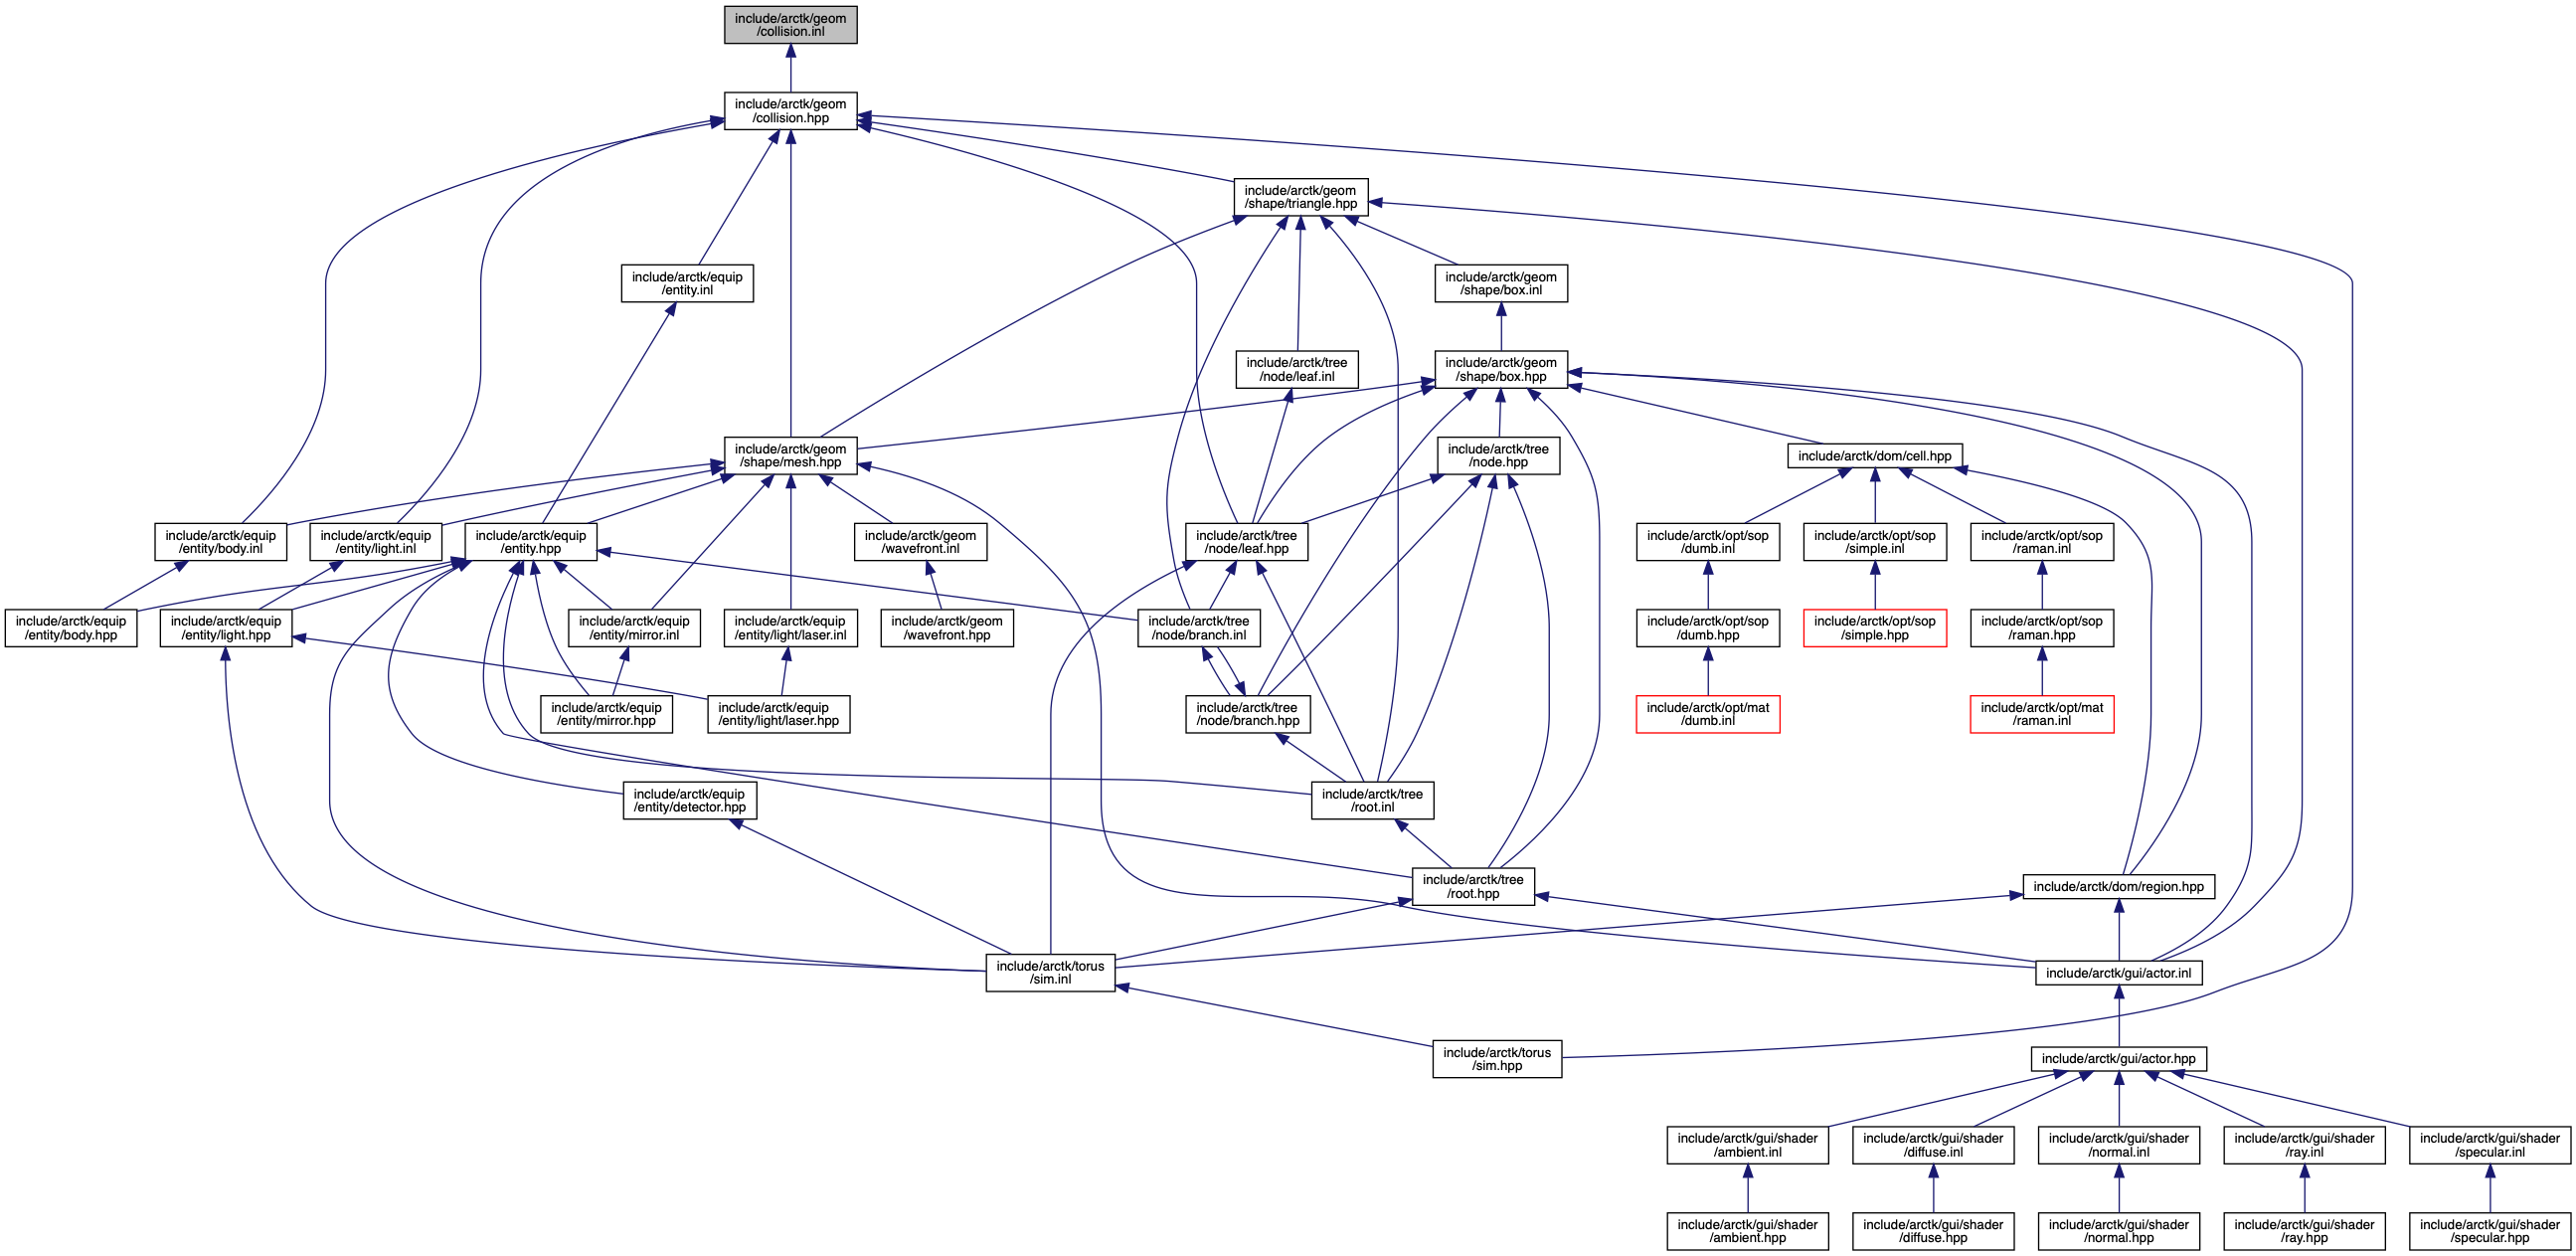 include/arctk/geom
/collision.inl
include/arctk/geom
/collision.hpp
include/arctk/geom
/shape/triangle.hpp
include/arctk/equip
/entity.inl
include/arctk/geom
/shape/box.inl
include/arctk/tree
/node/leaf.inl
include/arctk/geom
/shape/box.hpp
include/arctk/geom
/shape/mesh.hpp
include/arctk/tree
/node.hpp
include/arctk/dom/cell.hpp
include/arctk/equip
/entity/body.inl
include/arctk/equip
/entity/light.inl
include/arctk/equip
/entity.hpp
include/arctk/geom
/wavefront.inl
include/arctk/tree
/node/leaf.hpp
include/arctk/opt/sop
/dumb.inl
include/arctk/opt/sop
/simple.inl
include/arctk/opt/sop
/raman.inl
include/arctk/equip
/entity/body.hpp
include/arctk/equip
/entity/light.hpp
include/arctk/equip
/entity/mirror.inl
include/arctk/equip
/entity/light/laser.inl
include/arctk/geom
/wavefront.hpp
include/arctk/tree
/node/branch.inl
include/arctk/opt/sop
/dumb.hpp
include/arctk/opt/sop
/simple.hpp
include/arctk/opt/sop
/raman.hpp
include/arctk/equip
/entity/mirror.hpp
include/arctk/equip
/entity/light/laser.hpp
include/arctk/tree
/node/branch.hpp
include/arctk/opt/mat
/dumb.inl
include/arctk/opt/mat
/raman.inl
include/arctk/equip
/entity/detector.hpp
include/arctk/tree
/root.inl
include/arctk/tree
/root.hpp
include/arctk/dom/region.hpp
include/arctk/torus
/sim.inl
include/arctk/gui/actor.inl
include/arctk/torus
/sim.hpp
include/arctk/gui/actor.hpp
include/arctk/gui/shader
/ambient.inl
include/arctk/gui/shader
/diffuse.inl
include/arctk/gui/shader
/normal.inl
include/arctk/gui/shader
/ray.inl
include/arctk/gui/shader
/specular.inl
include/arctk/gui/shader
/ambient.hpp
include/arctk/gui/shader
/diffuse.hpp
include/arctk/gui/shader
/normal.hpp
include/arctk/gui/shader
/ray.hpp
include/arctk/gui/shader
/specular.hpp